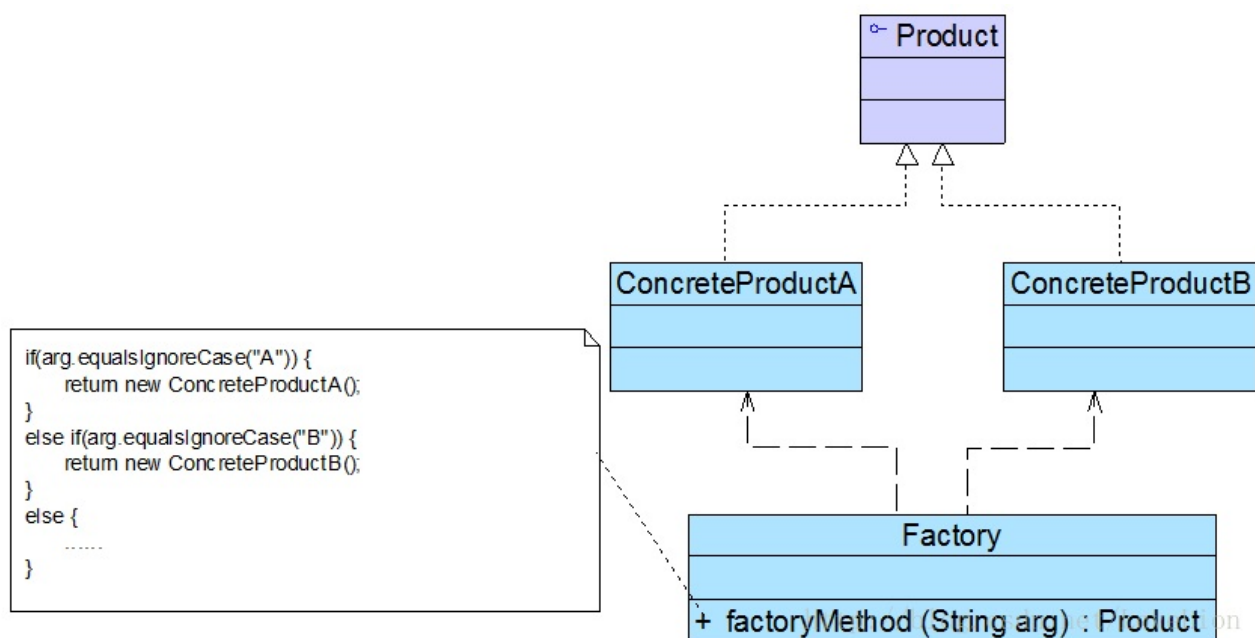 Product
ConcreteProductA
ConcreteProductB
if(arg.equalsIgnoreCase("A")) {
return new ConcreteProductA();
}
else if(arg.equalsIgnoreCase("B")) {
return new ConcreteProductB();
}
else {
......
}
Factory
+ factoryMethod (String arg) : Product